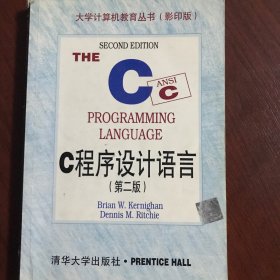 大学计算机教育丛书（影印版）
SECOND EDITION
THE
C
ANSI
C
PROGRAMMING
LANGUAGE
C程序设计语言
（第二版）
Brian W. Kernighan
Dennis M. Ritchie
清华大学出版社·PRENTICE HALL